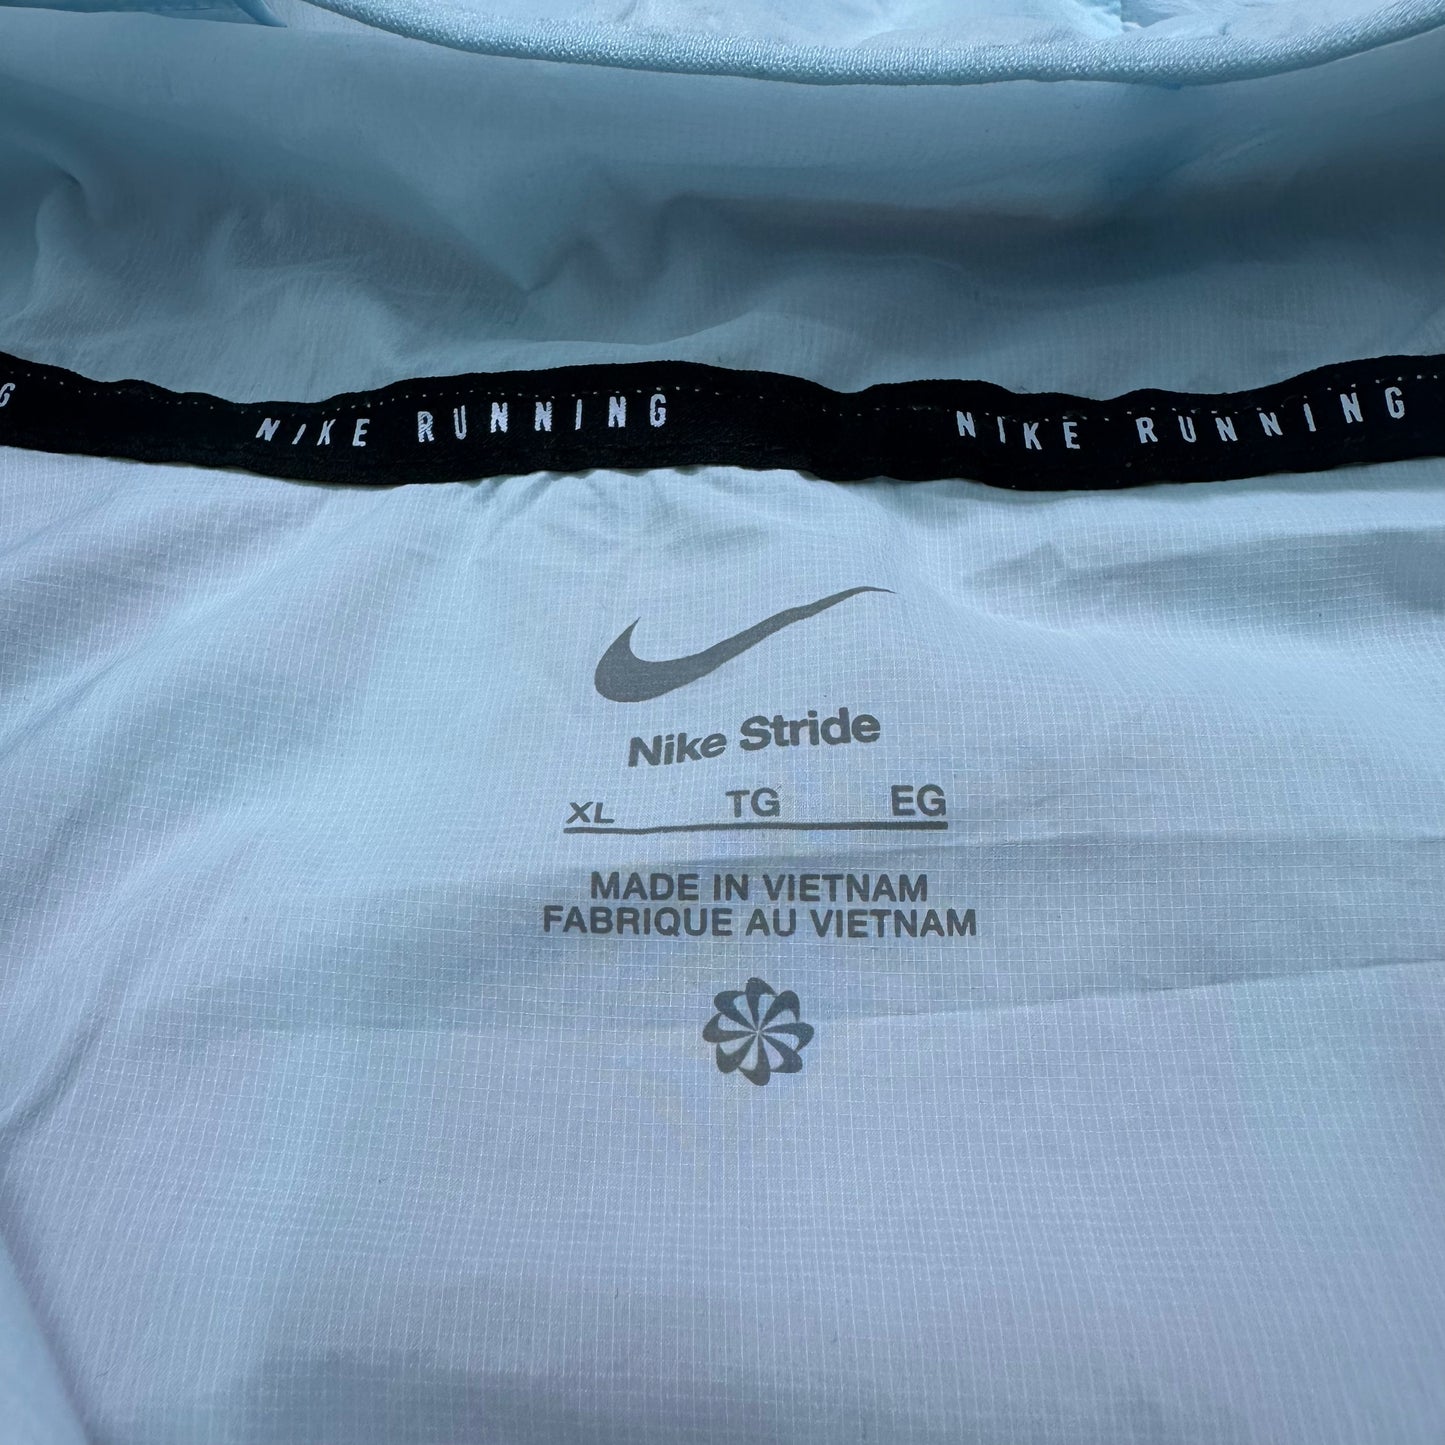 G NIKE RUNNING NIKE RUNNING
Nike Stride
XL TG EG
MADE IN VIETNAM
FABRIQUE AU VIETNAM